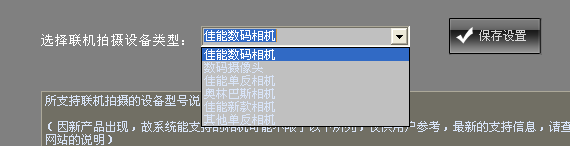 选择联机拍摄设备类型：
佳能数码相机
保存设置
佳能数码相机
数码摄像头
佳能单反相机
奥林巴斯相机
佳能新款相机
其他单反相机
所支持联机拍摄的设备型号说
（因新产品出现，故系统能支持的相机可能不限于以下所列，仅供用户参考，最新的支持信息，请查
网站的说明）